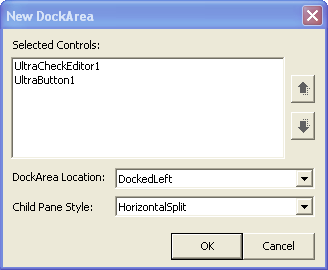 New DockArea
Selected Controls:
UltraCheckEditor1
UltraButton1
DockArea Location: DockedLeft
Child Pane Style: HorizontalSplit
OK Cancel